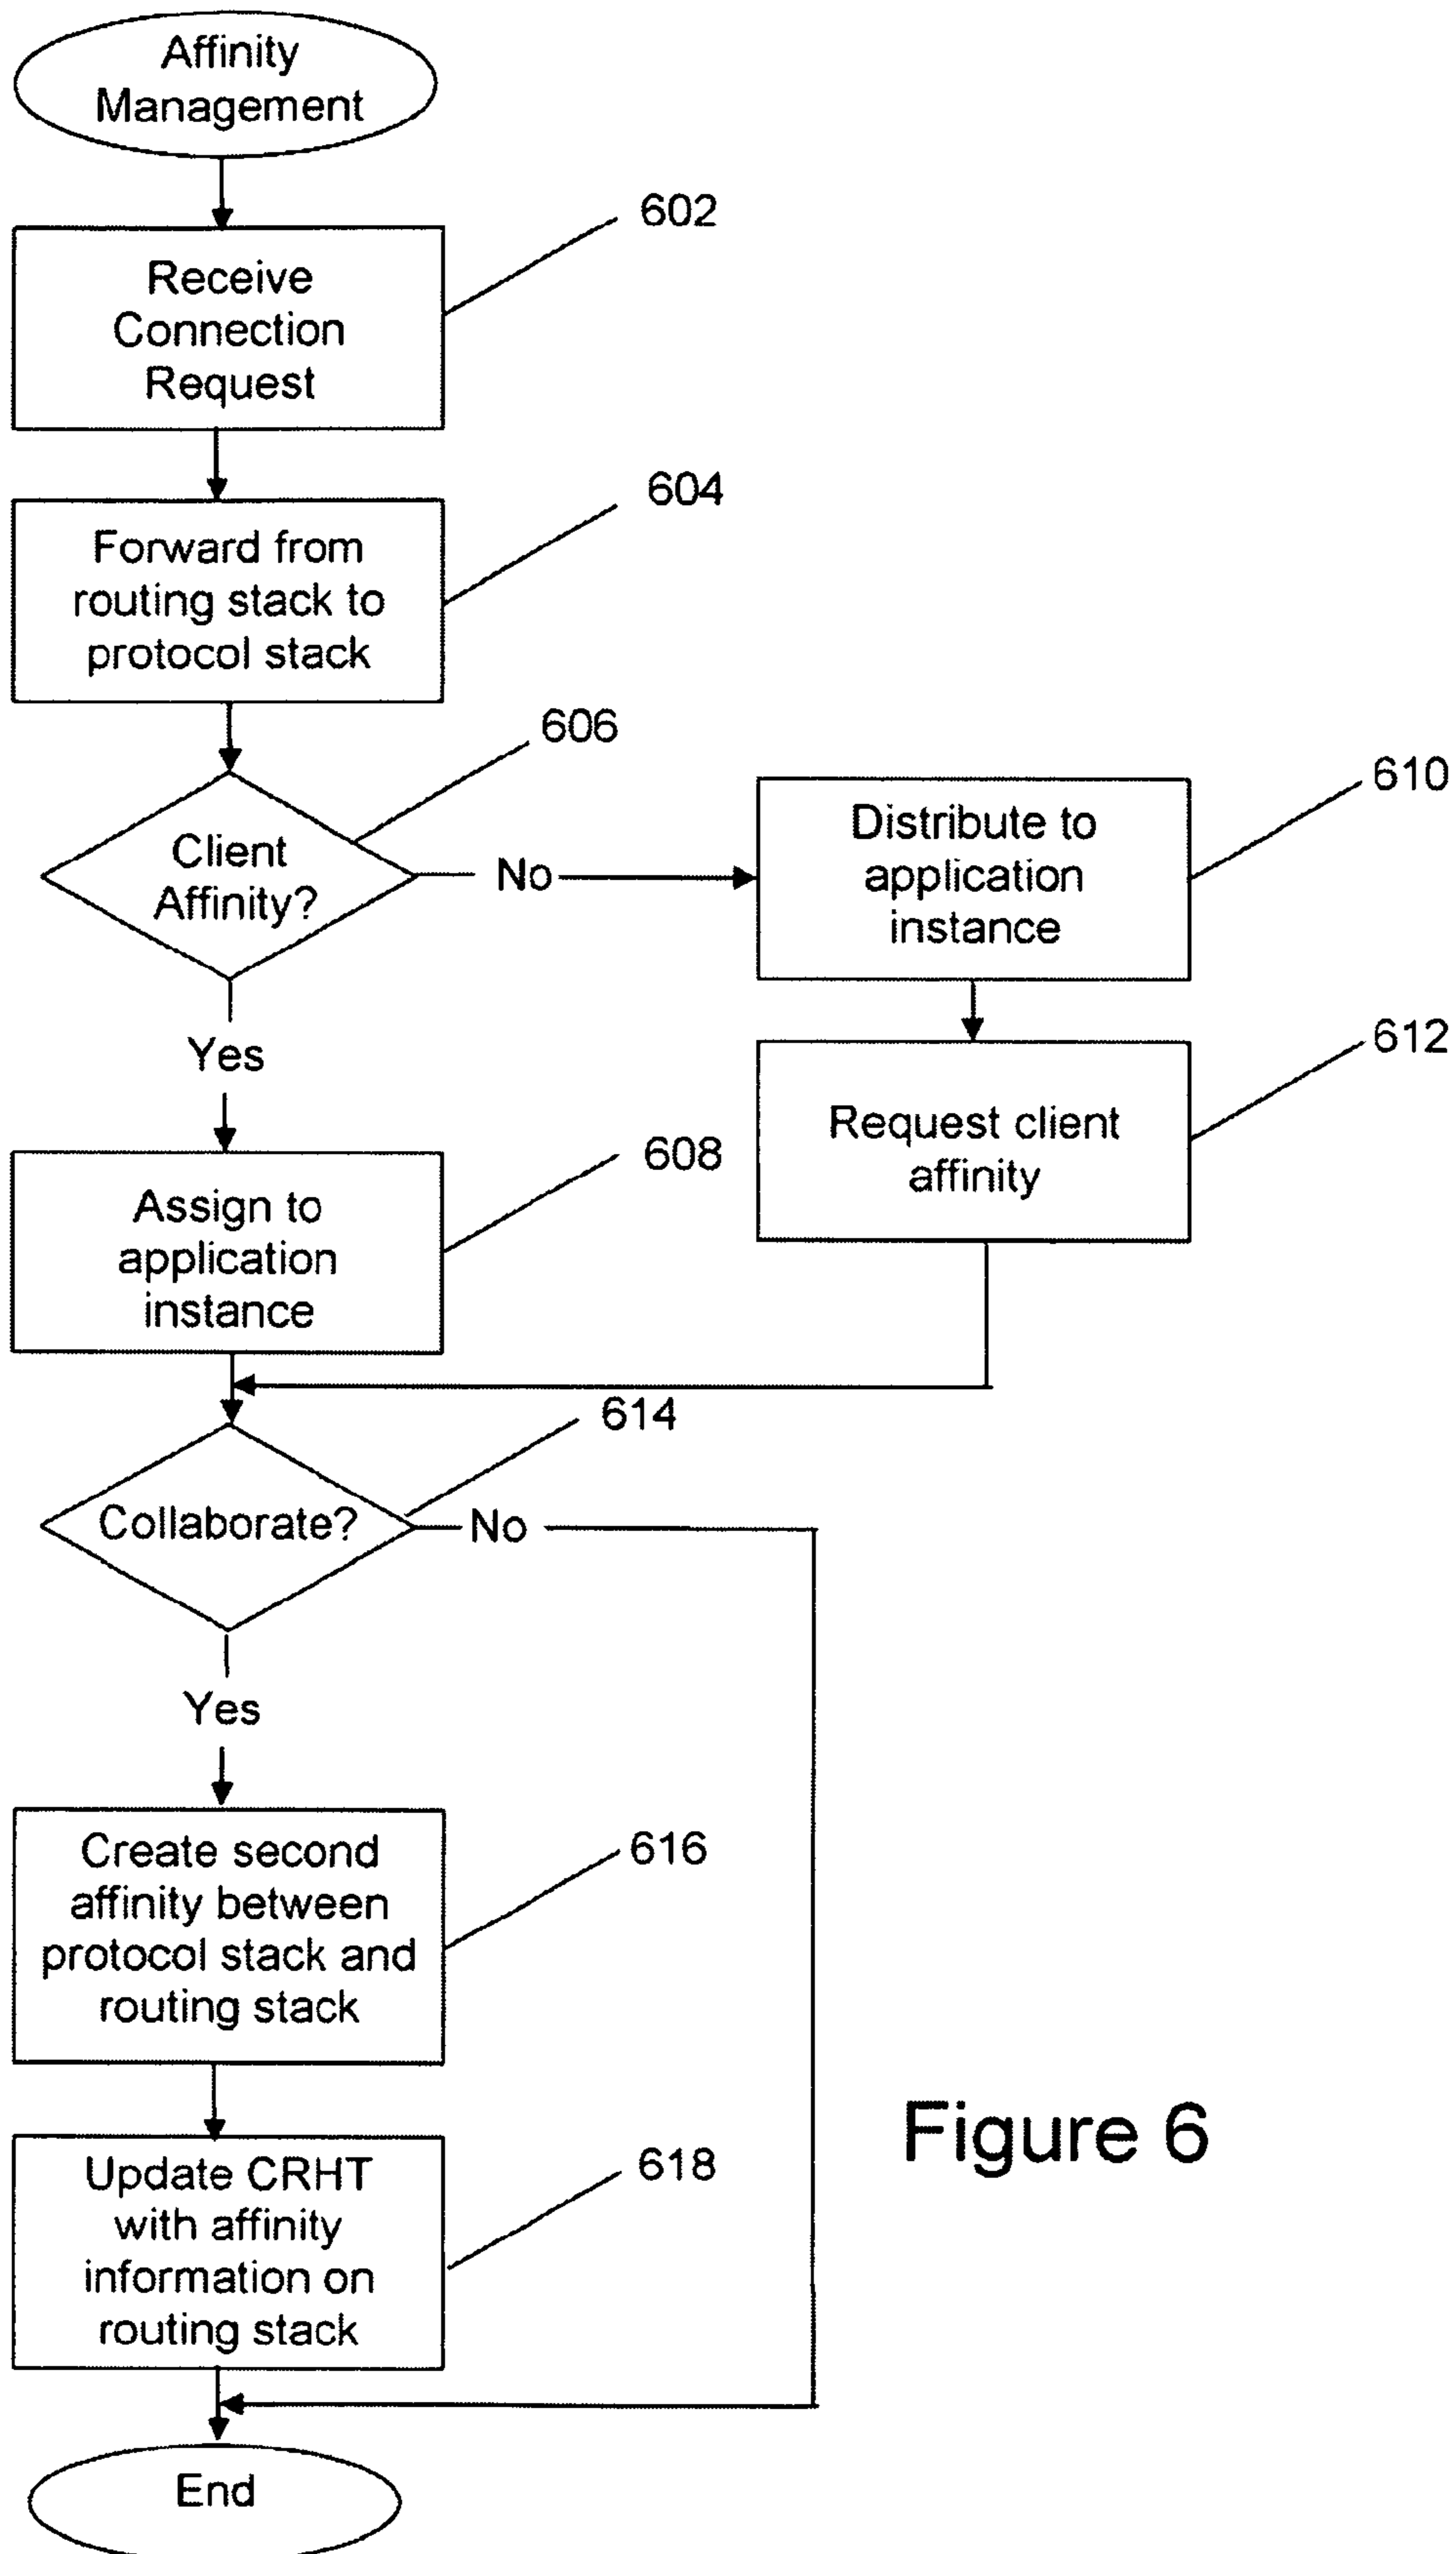 Affinity
Management
602
Receive
Connection
Request
604
Forward from
routing stack to
protocol stack
606
Client
Affinity?
No
610
Distribute to
application
instance
612
Request client
affinity
Yes
608
Assign to
application
instance
614
Collaborate?
No
Yes
616
Create second
affinity between
protocol stack and
routing stack
618
Update CRHT
with affinity
information on
routing stack
End
Figure 6